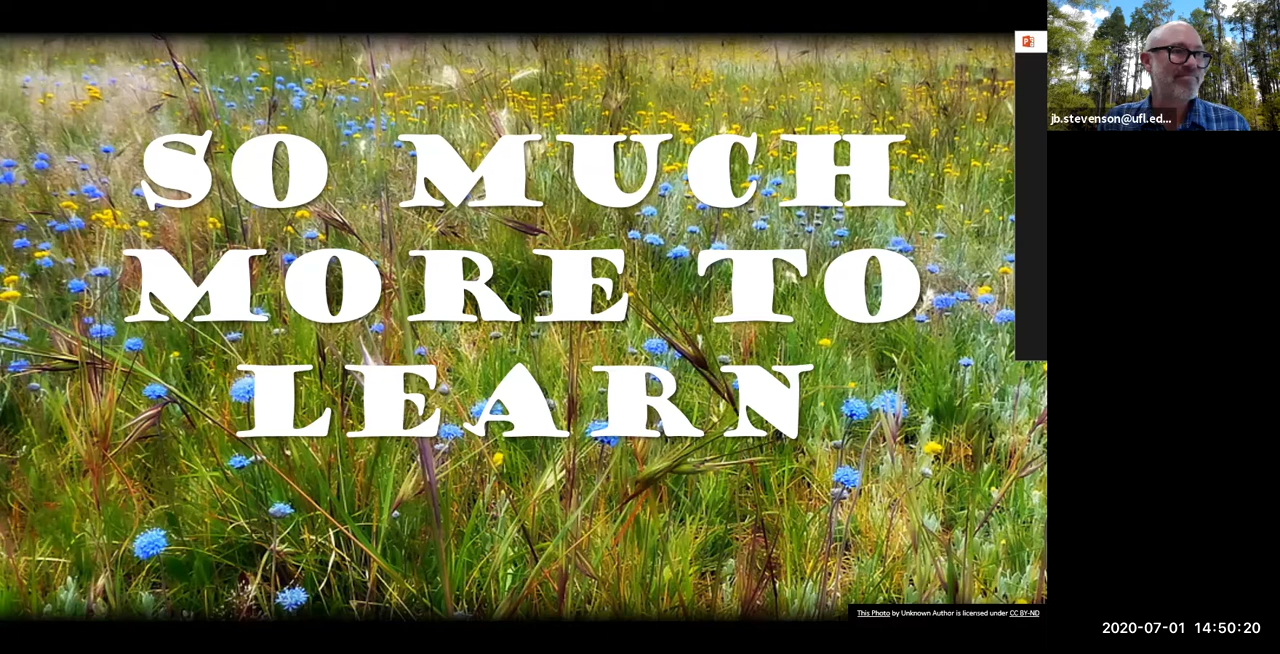 SO MUCH
MORE TO
LEARN
jb.stevenson@ufl.ed...
This Photo by Unknown Author is licensed under CC BY-ND
2020-07-01 14:50:20